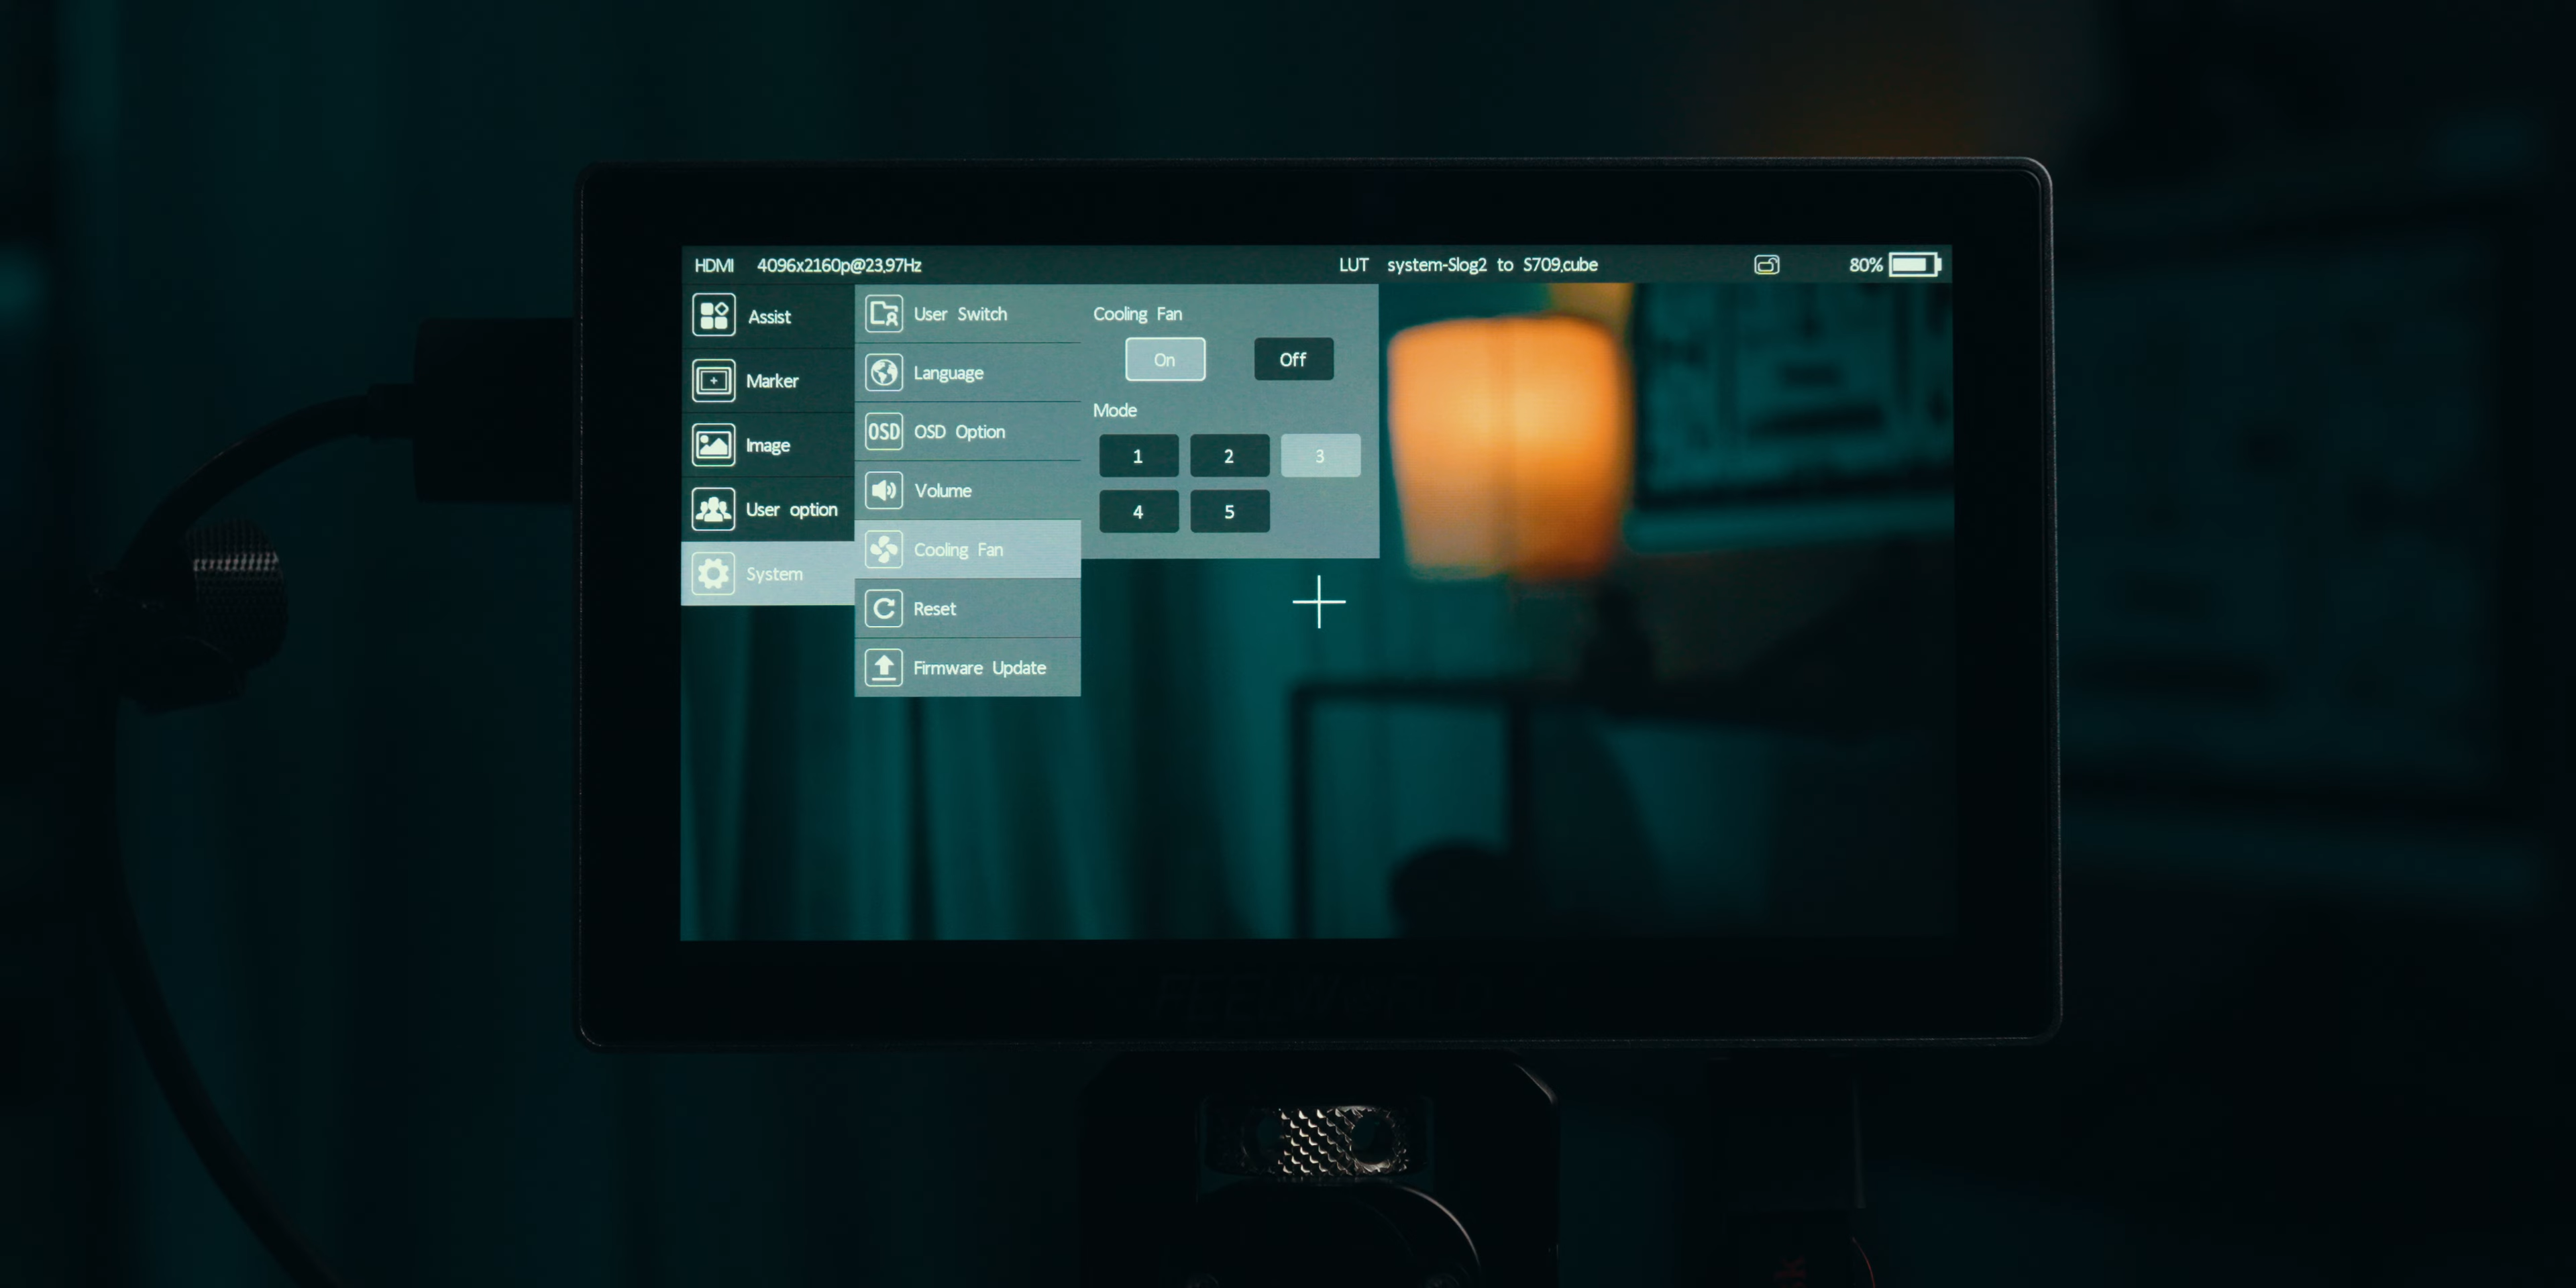 HDMI 4096x2160p@23.97Hz LUT system-Slog2 to S709.cube 80%
Assist
Marker
Image
User option
System
User Switch
Language
OSD OSD Option
Volume
Cooling Fan
Reset
Firmware Update
Cooling Fan
On Off
Mode
1 2 3
4 5
FEELWORLD